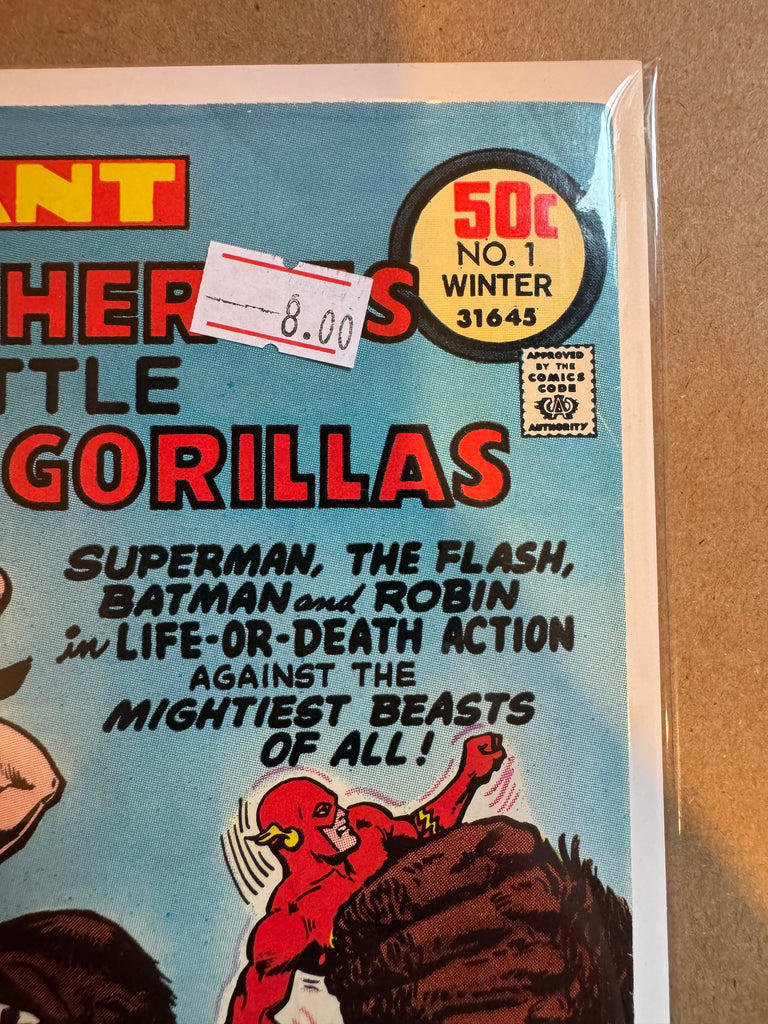 ANT
50¢
NO. 1
WINTER
31645
HER S
8.00
APPROVED
BY THE
COMICS
CODE
CA
AUTHORITY
TTLE
GORILLAS
SUPERMAN, THE FLASH,
BATMAN and ROBIN
in LIFE-OR-DEATH ACTION
AGAINST THE
MIGHTIEST BEASTS
OF ALL!